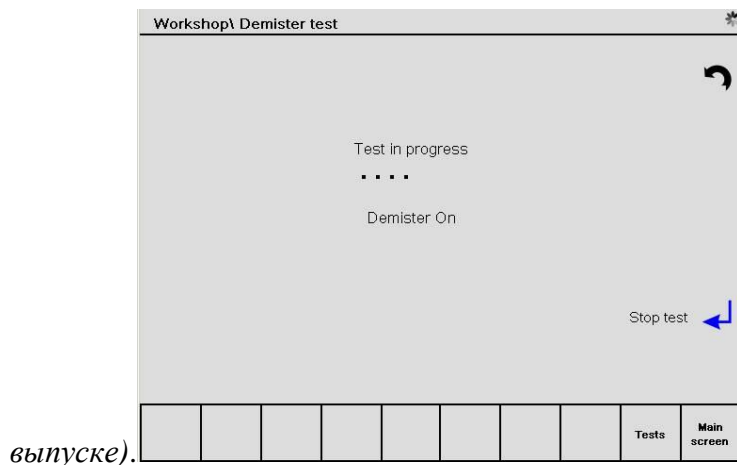 Workshop\ Demister test
Test in progress
....
Demister On
Stop test
Tests
Main
screen
выпуске).